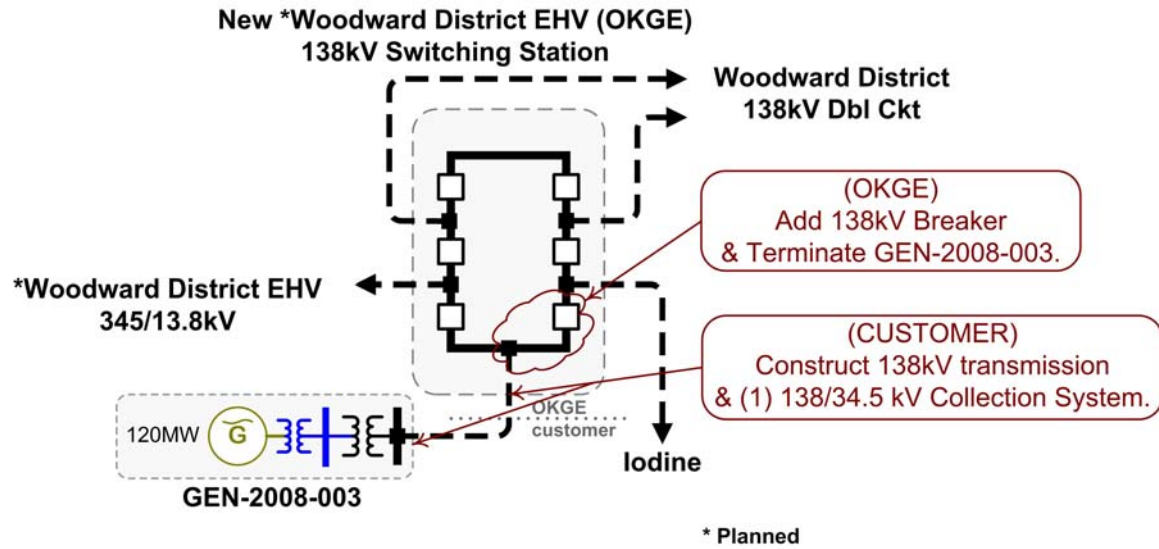 New *Woodward District EHV (OKGE)
138kV Switching Station
Woodward District
138kV Dbl Ckt
(OKGE)
Add 138kV Breaker
& Terminate GEN-2008-003.
*Woodward District EHV
345/13.8kV
(CUSTOMER)
Construct 138kV transmission
& (1) 138/34.5 kV Collection System.
OKGE
customer
120MW
G
Iodine
GEN-2008-003
* Planned